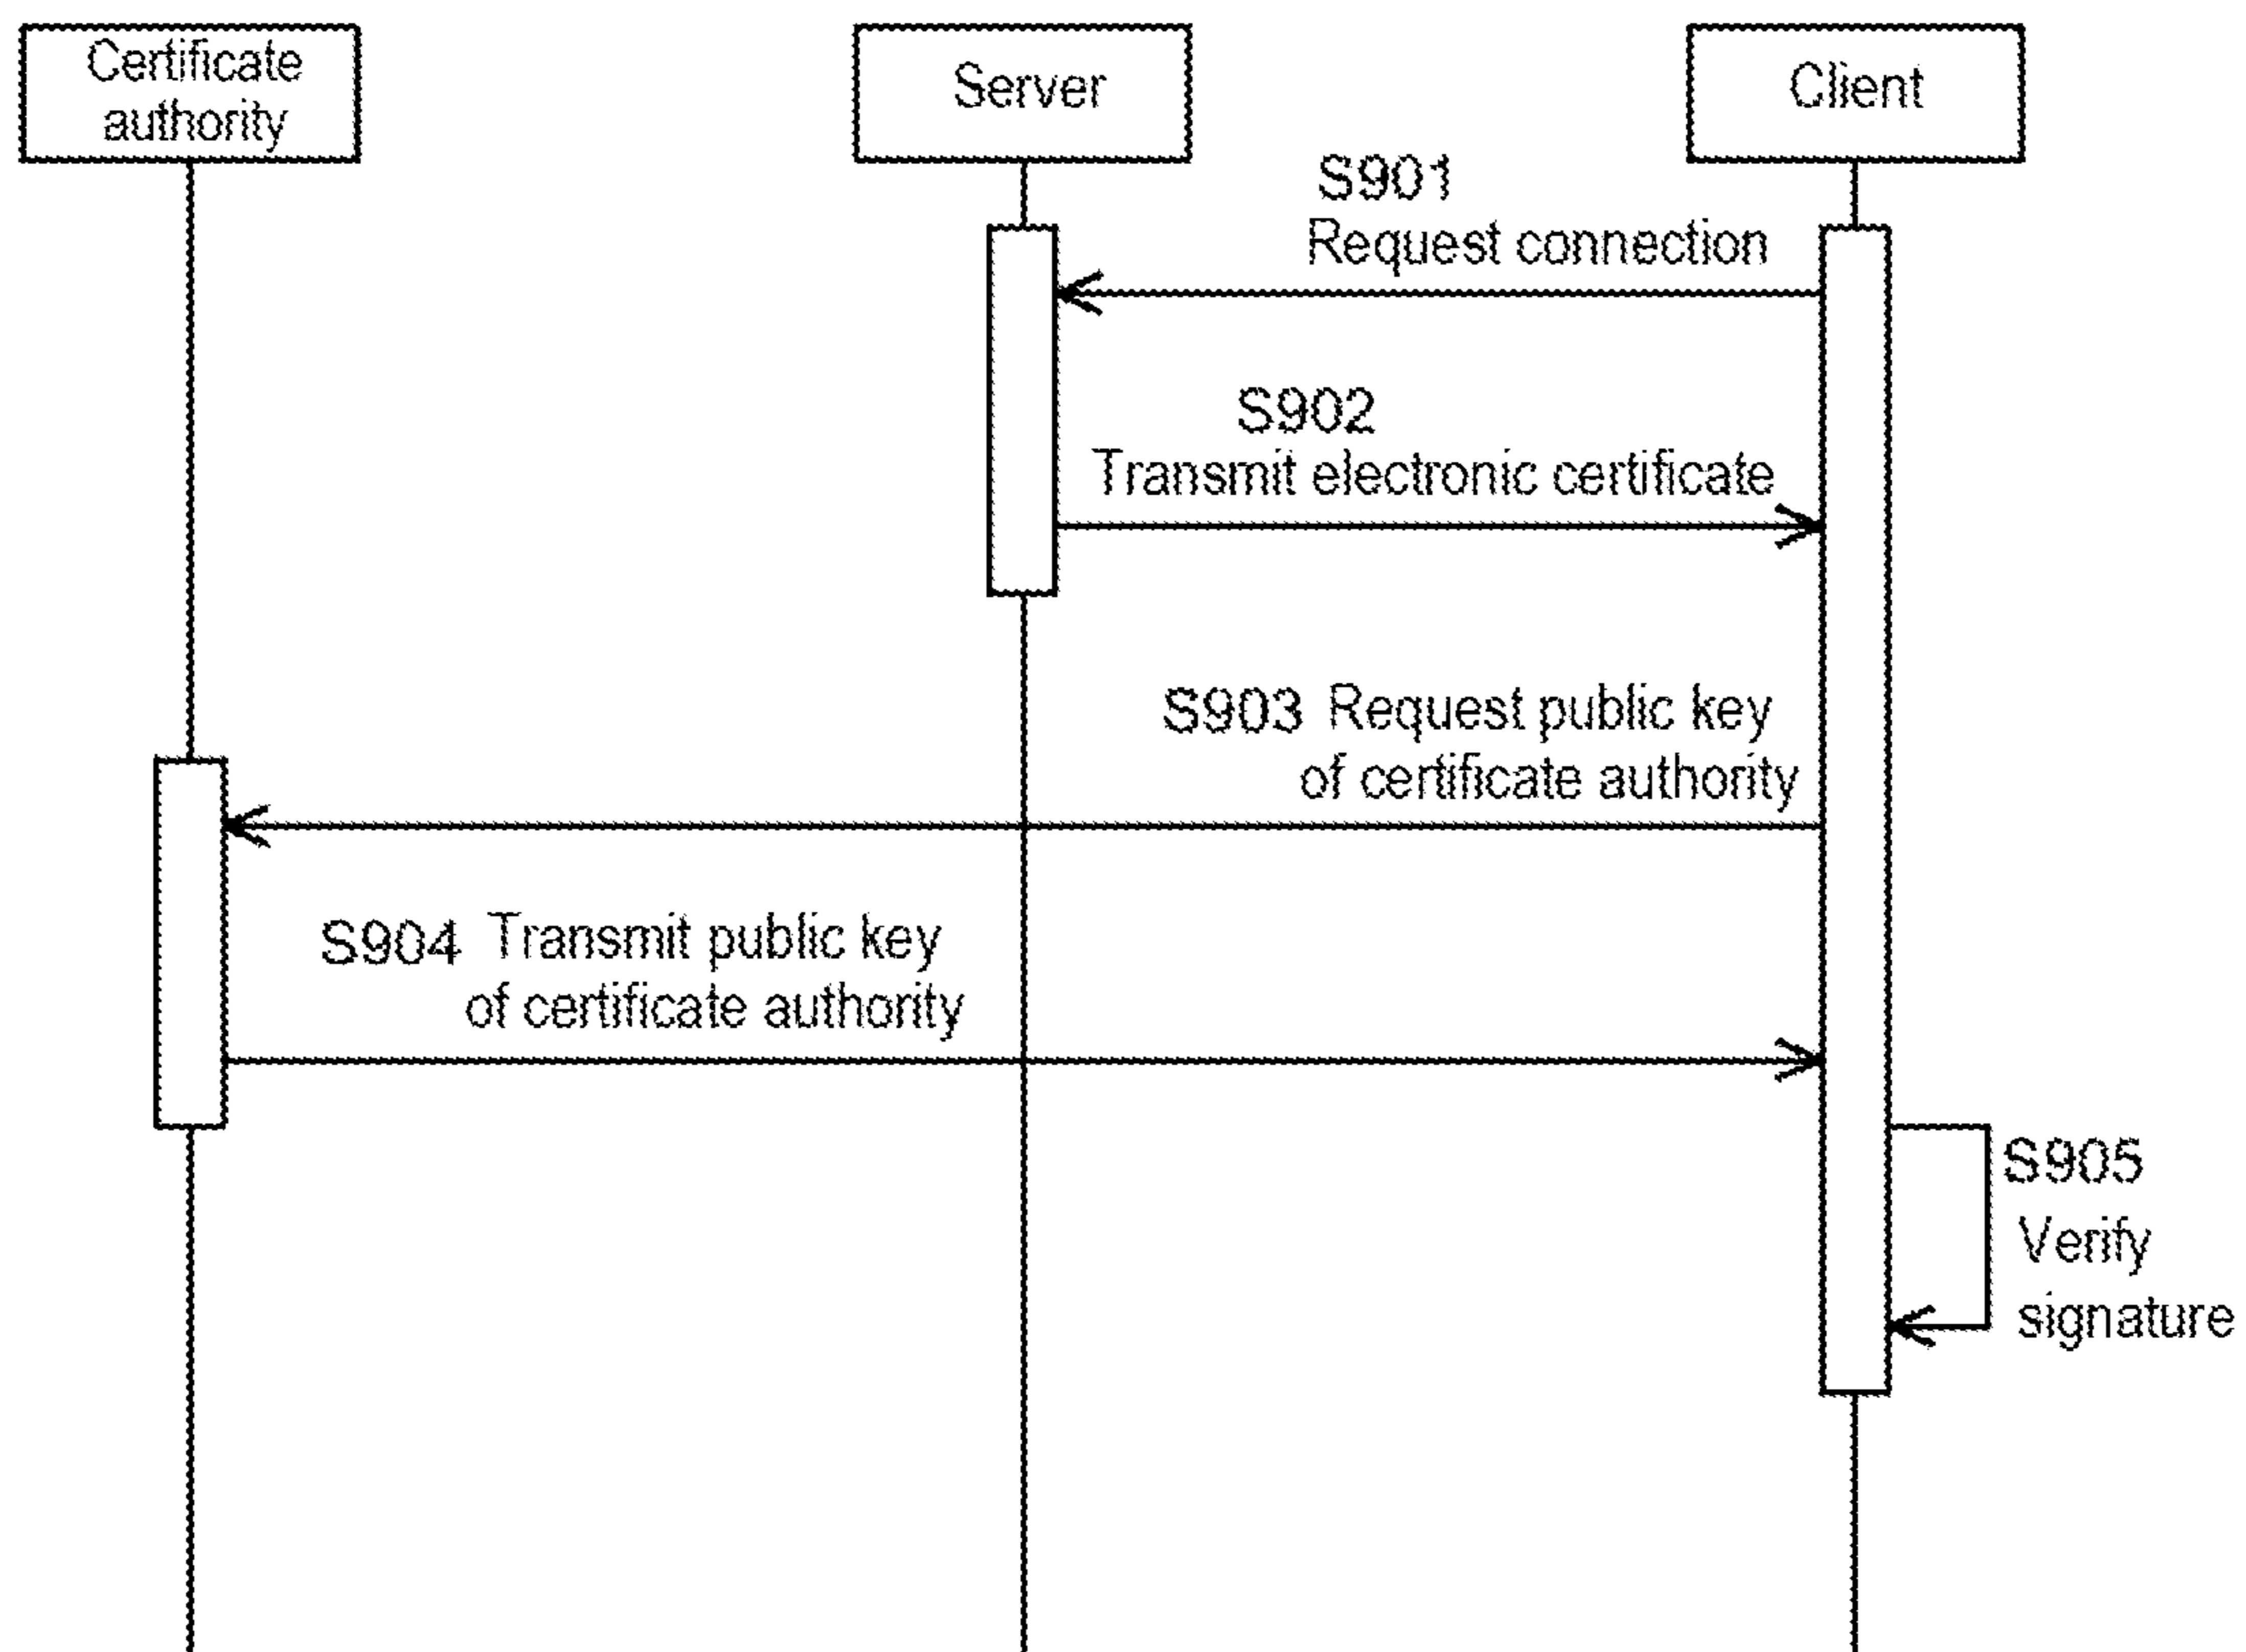 Certificate
authority
Server
Client
S901
Request connection
S902
Transmit electronic certificate
S903 Request public key
of certificate authority
S904 Transmit public key
of certificate authority
S905
Verify
signature